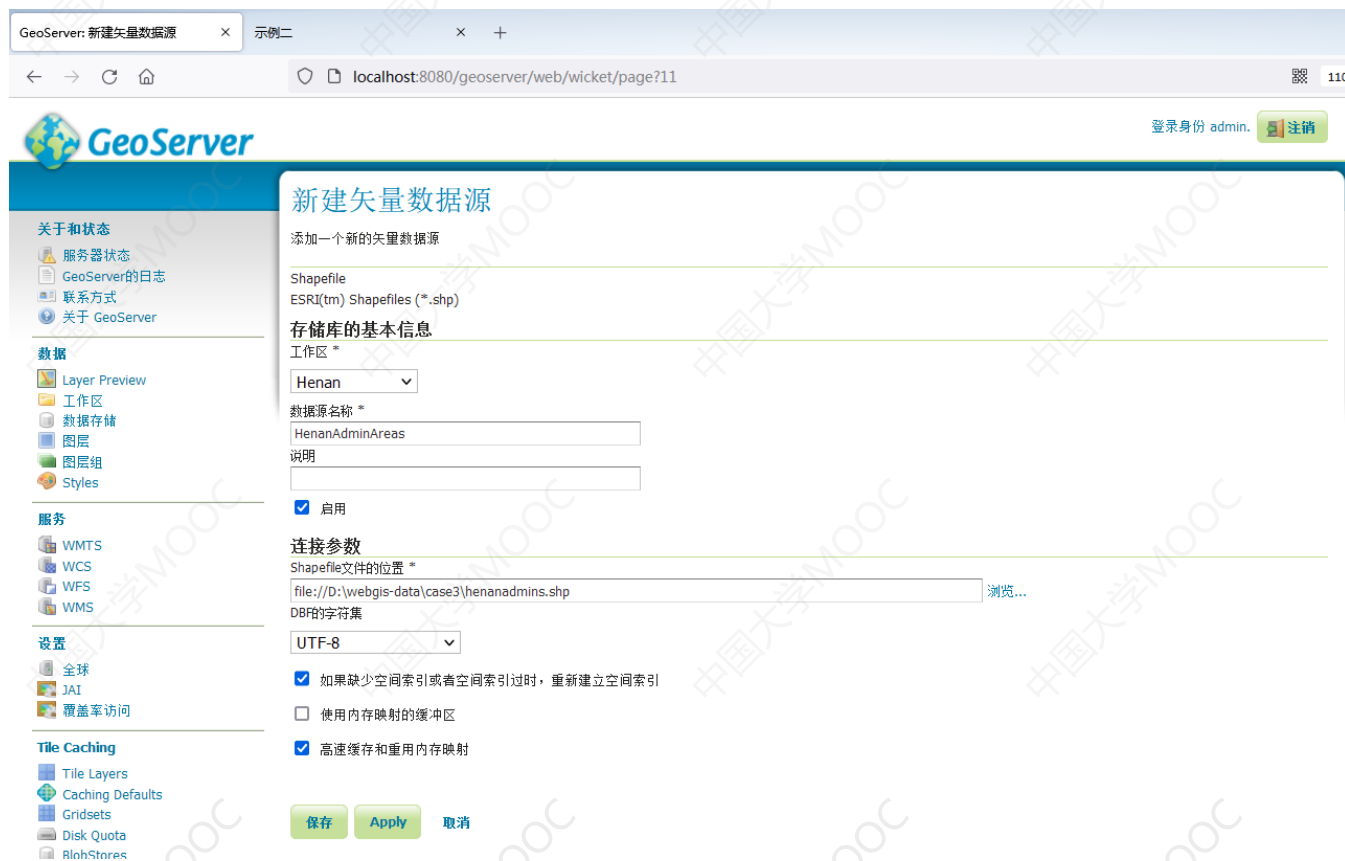 GeoServer: 新建矢量数据源 × 示例二 × +
localhost:8080/geoserver/web/wicket/page?11 110
GeoServer
登录身份 admin. 注销
新建矢量数据源
添加一个新的矢量数据源
Shapefile
ESRI(tm) Shapefiles (*.shp)
存储库的基本信息
工作区 *
Henan
数据源名称 *
HenanAdminAreas
说明
启用
连接参数
Shapefile文件的位置 *
file://D:\webgis-data\case3\henanadmins.shp 浏览...
DBF的字符集
UTF-8
如果缺少空间索引或者空间索引过时，重新建立空间索引
使用内存映射的缓冲区
高速缓存和重用内存映射
保存 Apply 取消
关于和状态
服务器状态
GeoServer的日志
联系方式
关于 GeoServer
数据
Layer Preview
工作区
数据存储
图层
图层组
Styles
服务
WMTS
WCS
WFS
WMS
设置
全球
JAI
覆盖率访问
Tile Caching
Tile Layers
Caching Defaults
Gridsets
Disk Quota
BlobStores
中国大学MOOC